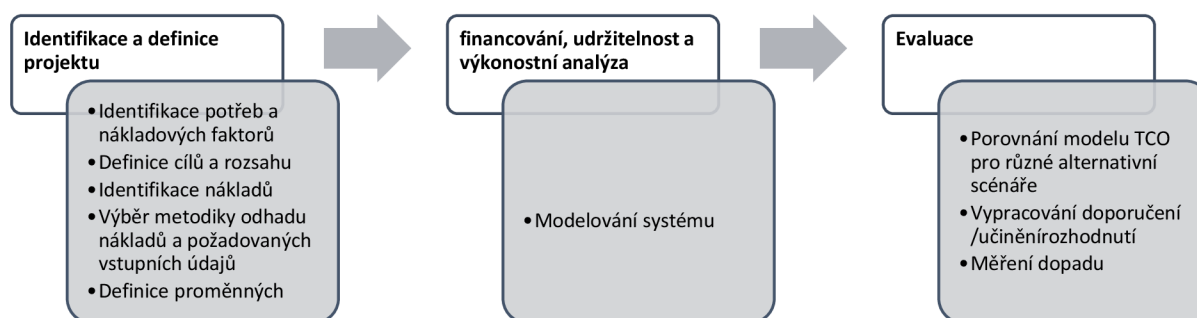 Identifikace a definice
projektu
•Identifikace potřeb a
nákladových faktorů
•Definice cílů a rozsahu
•Identifikace nákladů
•Výběr metodiky odhadu
nákladů a požadovaných
vstupních údajů
•Definice proměnných
financování, udržitelnost a
výkonostní analýza
•Modelování systému
Evaluace
•Porovnání modelu TCO
pro různé alternativní
scénáře
•Vypracování doporučení
/učiněnírozhodnutí
•Měření dopadu